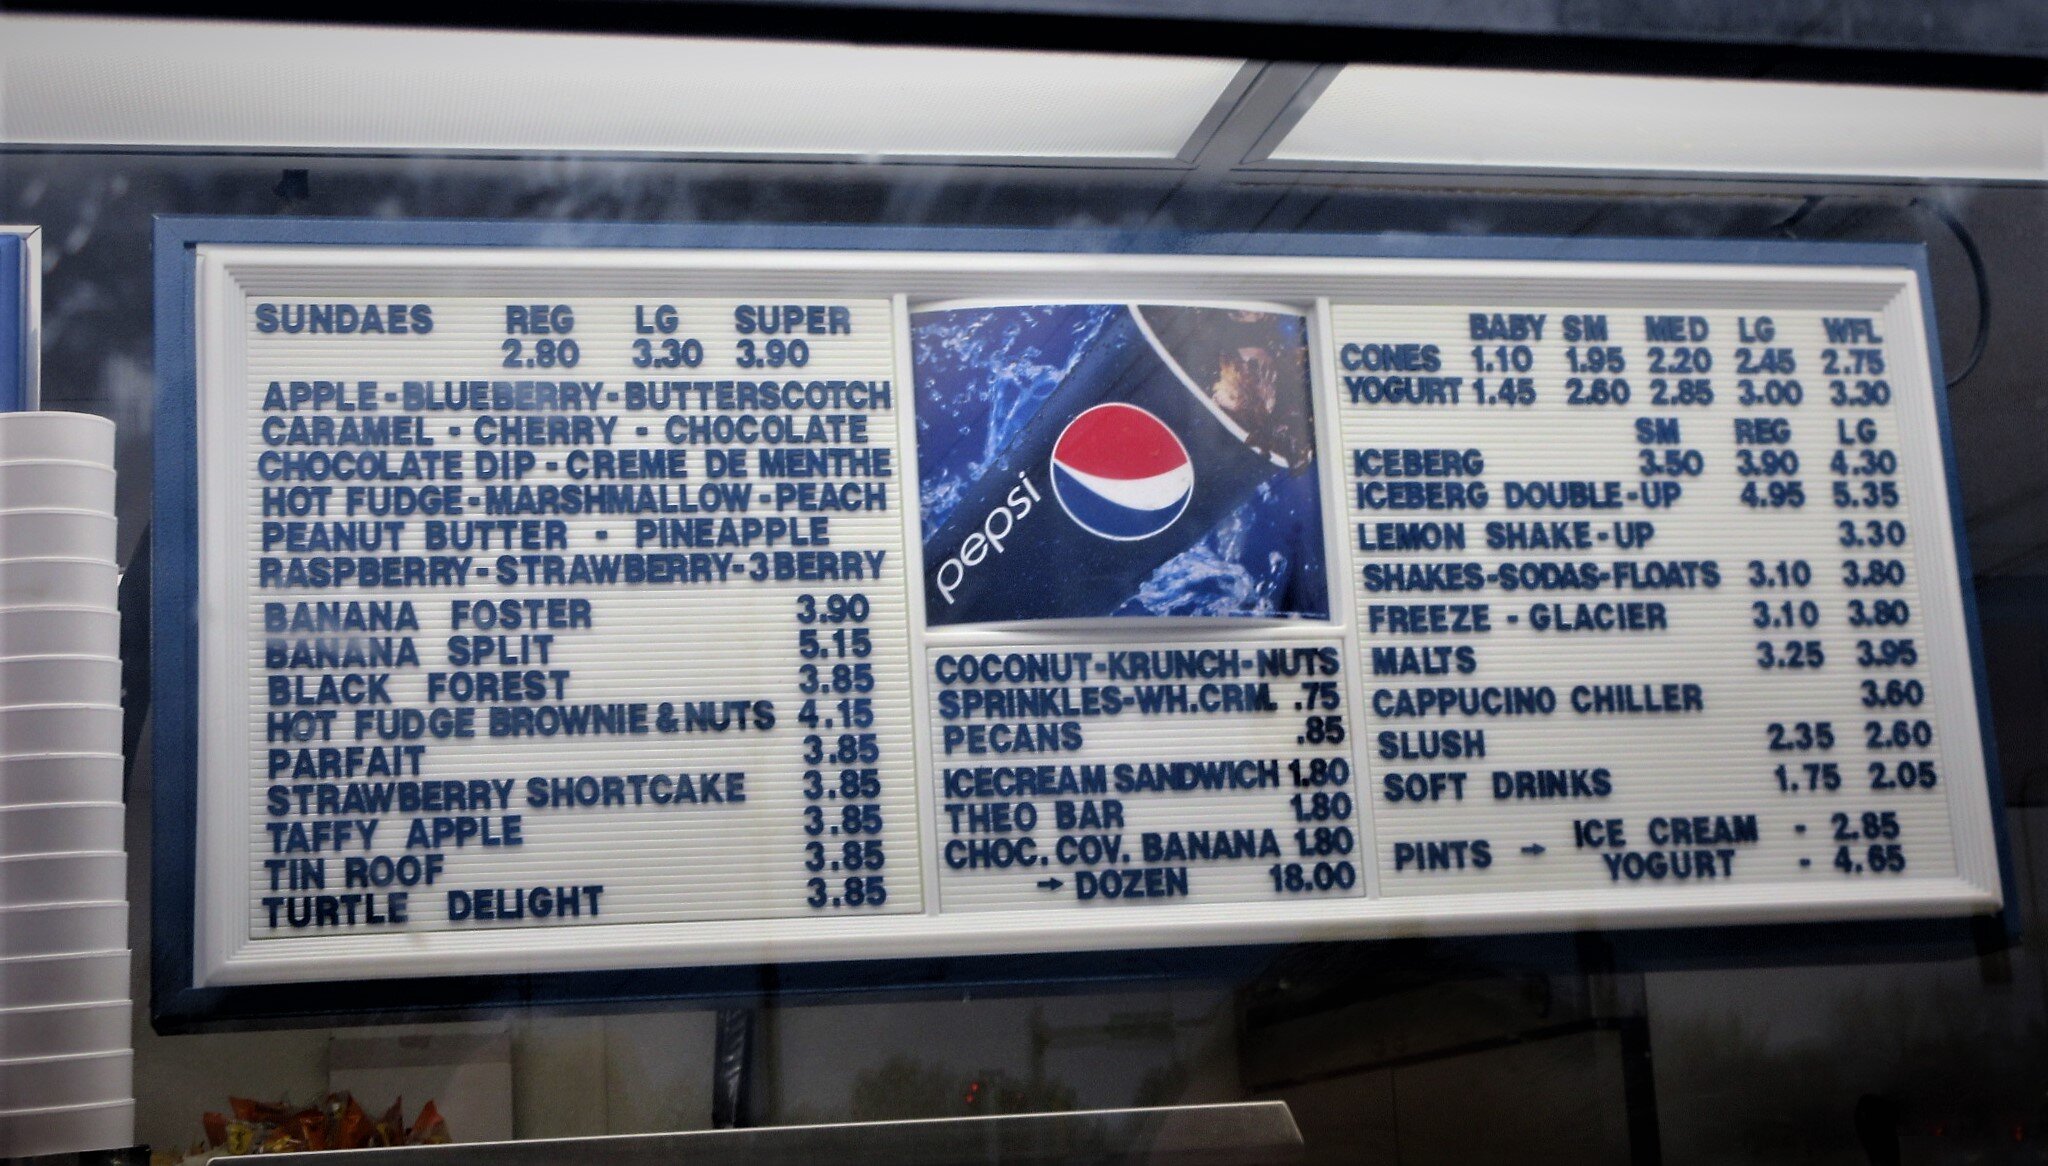 SUNDAES REG LG SUPER
2.80 3.30 3.90
APPLE-BLUEBERRY-BUTTERSCOTCH
CARAMEL - CHERRY - CHOCOLATE
CHOCOLATE DIP - CREME DE MENTHE
HOT FUDGE-MARSHMALLOW-PEACH
PEANUT BUTTER - PINEAPPLE
RASPBERRY-STRAWBERRY-3BERRY
BANANA FOSTER 3.90
BANANA SPLIT 5.15
BLACK FOREST 3.85
HOT FUDGE BROWNIE & NUTS 4.15
PARFAIT 3.85
STRAWBERRY SHORTCAKE 3.85
TAFFY APPLE 3.85
TIN ROOF 3.85
TURTLE DELIGHT 3.85
pepsi
COCONUT-KRUNCH-NUTS
SPRINKLES-WH.CRM. .75
PECANS .85
ICECREAM SANDWICH 1.80
THEO BAR 1.80
CHOC. COV. BANANA 1.80
→ DOZEN 18.00
BABY SM MED LG WFL
CONES 1.10 1.95 2.20 2.45 2.75
YOGURT 1.45 2.60 2.85 3.00 3.30
SM REG LG
ICEBERG 3.50 3.90 4.30
ICEBERG DOUBLE-UP 4.95 5.35
LEMON SHAKE-UP 3.30
SHAKES-SODAS-FLOATS 3.10 3.80
FREEZE - GLACIER 3.10 3.80
MALTS 3.25 3.95
CAPPUCINO CHILLER 3.60
SLUSH 2.35 2.60
SOFT DRINKS 1.75 2.05
PINTS → ICE CREAM - 2.85
YOGURT - 4.65